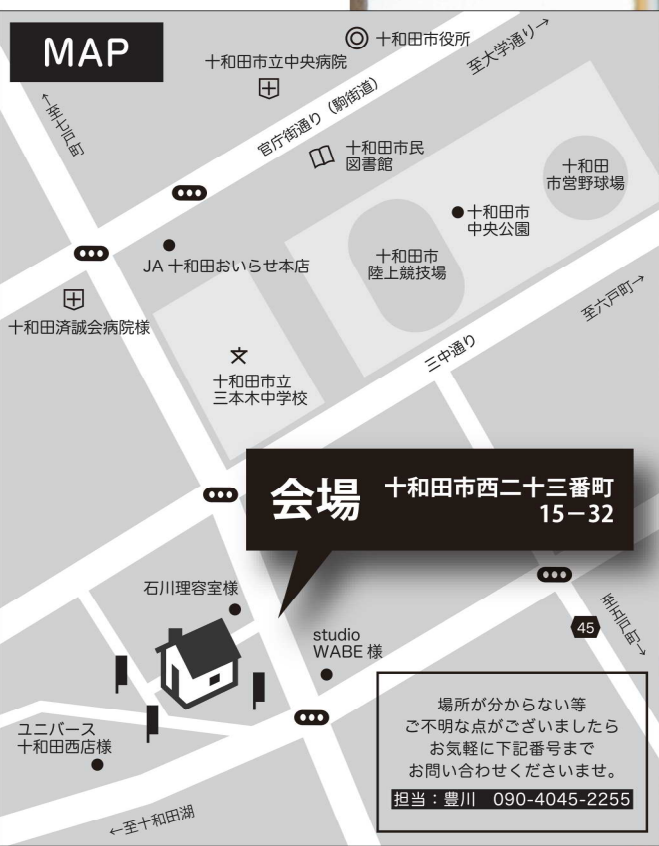 MAP
十和田市役所
十和田市立中央病院
至大学通り→
←至七戸町
官庁街通り（駒街道）
十和田市民
図書館
十和田
市営野球場
十和田市
中央公園
JA 十和田おいらせ本店
十和田市
陸上競技場
十和田済誠会病院様
至六戸町→
文
十和田市立
三本木中学校
三中通り
会場
十和田市西二十三番町
15－32
石川理容室様
studio
WABE 様
45
至五戸町→
ユニバース
十和田西店様
←至十和田湖
場所が分からない等
ご不明な点がございましたら
お気軽に下記番号まで
お問い合わせくださいませ。
担当：豊川　090-4045-2255